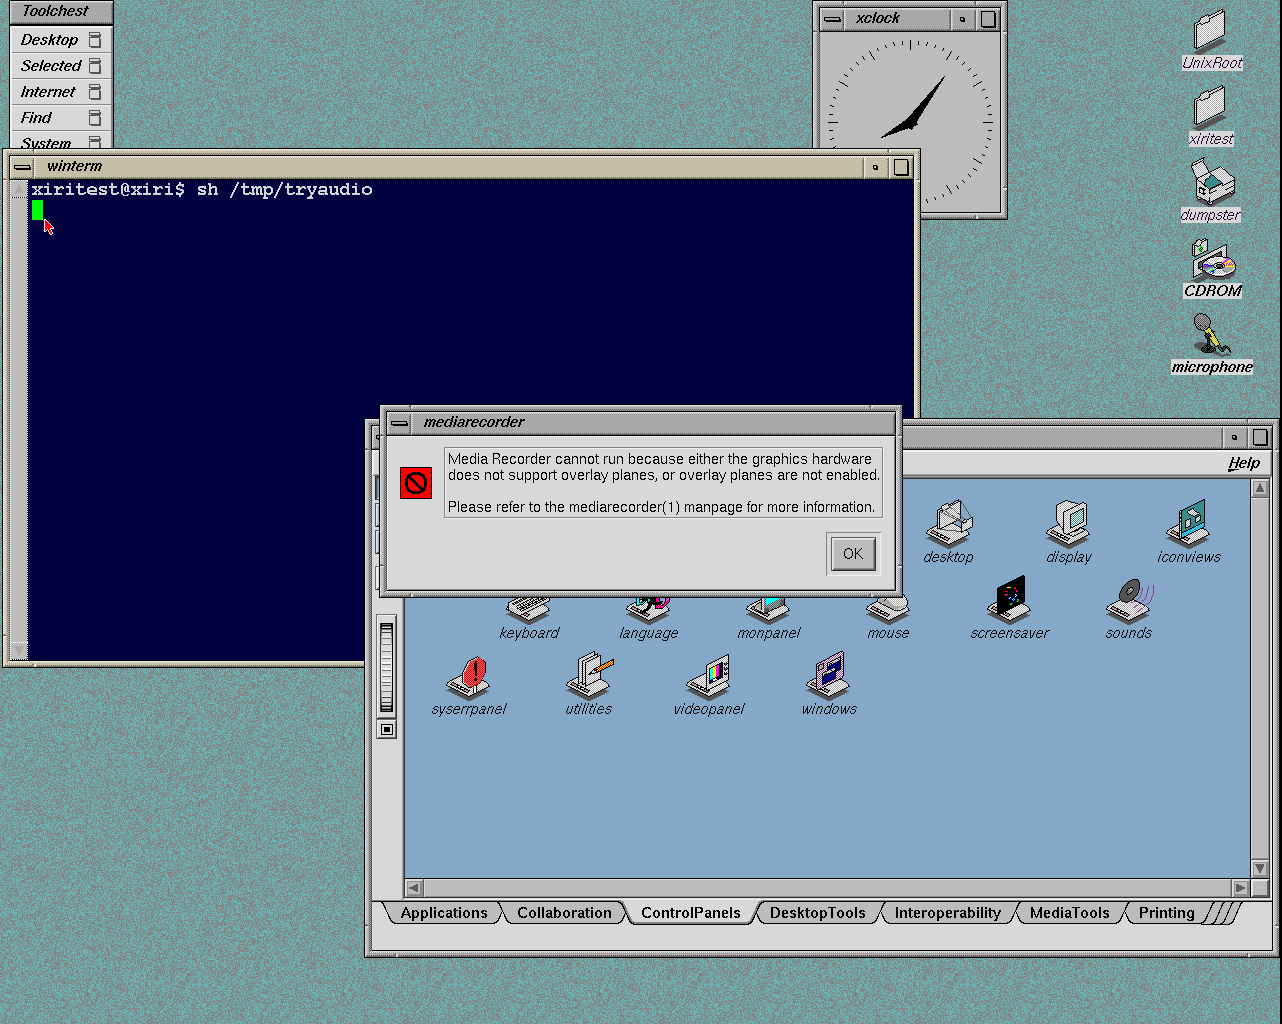 Toolchest
Desktop
Selected
Internet
Find
System
xclock
UnixRoot
xiritest
dumpster
CDROM
microphone
winterm
xiritest@xiri$ sh /tmp/tryaudio
mediarecorder
Media Recorder cannot run because either the graphics hardware
does not support overlay planes, or overlay planes are not enabled.
Please refer to the mediarecorder(1) manpage for more information.
OK
Help
desktop
display
iconviews
keyboard
language
monpanel
mouse
screensaver
sounds
syserrpanel
utilities
videopanel
windows
Applications
Collaboration
ControlPanels
DesktopTools
Interoperability
MediaTools
Printing